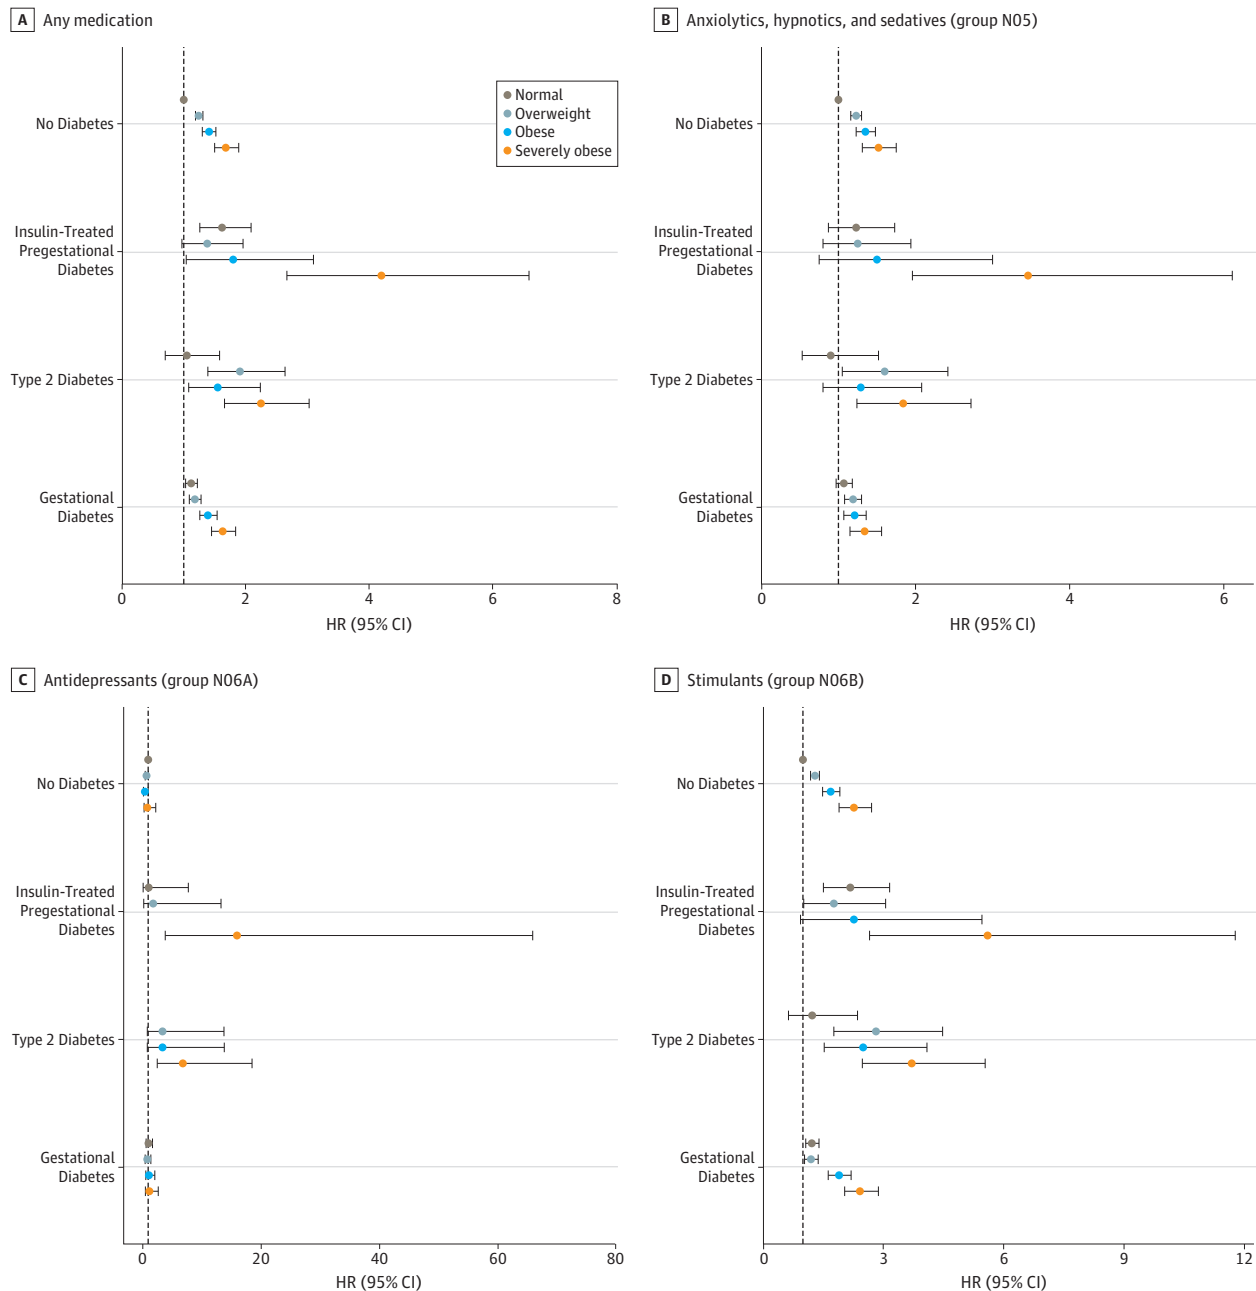 A Any medication
Normal
Overweight
Obese
Severely obese
No Diabetes
Insulin-Treated
Pregestational
Diabetes
Type 2 Diabetes
Gestational
Diabetes
0 2 4 6 8
HR (95% CI)
B Anxiolytics, hypnotics, and sedatives (group N05)
No Diabetes
Insulin-Treated
Pregestational
Diabetes
Type 2 Diabetes
Gestational
Diabetes
0 2 4 6
HR (95% CI)
C Antidepressants (group N06A)
No Diabetes
Insulin-Treated
Pregestational
Diabetes
Type 2 Diabetes
Gestational
Diabetes
0 20 40 60 80
HR (95% CI)
D Stimulants (group N06B)
No Diabetes
Insulin-Treated
Pregestational
Diabetes
Type 2 Diabetes
Gestational
Diabetes
0 3 6 9 12
HR (95% CI)